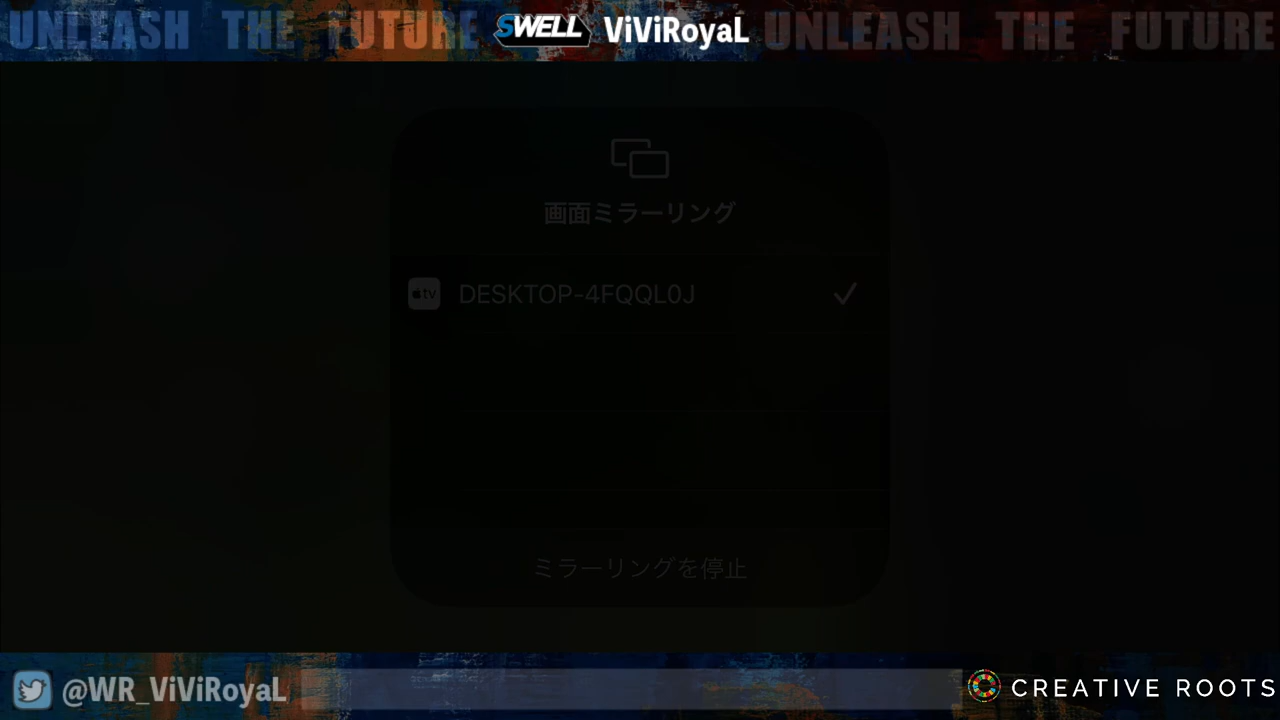 UNLEASH THE FUTURE SWELL ViViRoyaL UNLEASH THE FUTURE
画面ミラーリング
tv DESKTOP-4FQQL0J
ミラーリングを停止
@WR_ViViRoyaL CREATIVE ROOTS